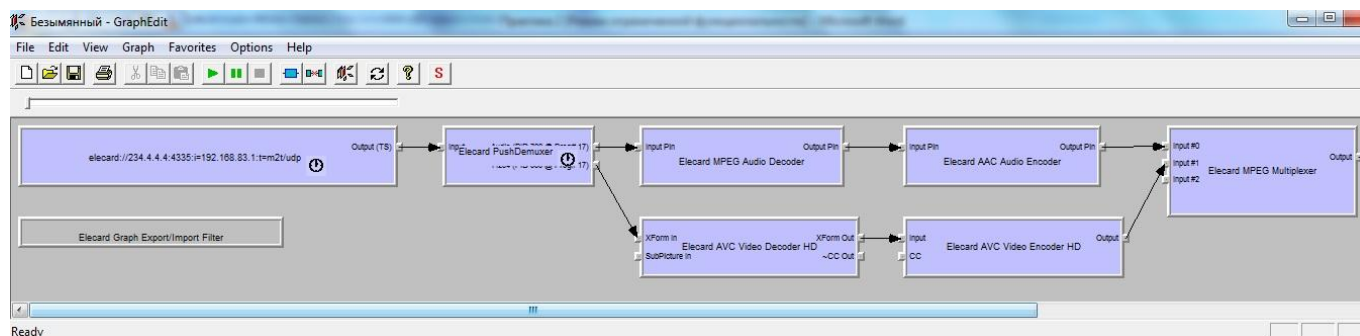 Безымянный - GraphEdit
File Edit View Graph Favorites Options Help
S
elecard://234.4.4.4:4335:i=192.168.83.1:t=m2t/udp
Output (TS)
Input
Elecard PushDemuxer
17)
17)
Input Pin
Output Pin
Elecard MPEG Audio Decoder
Input Pin
Output Pin
Elecard AAC Audio Encoder
Input #0
Input #1
Input #2
Output
Elecard MPEG Multiplexer
Elecard Graph Export/Import Filter
XForm In
XForm Out
Elecard AVC Video Decoder HD
SubPicture In
~CC Out
Input
Output
Elecard AVC Video Encoder HD
CC
Ready